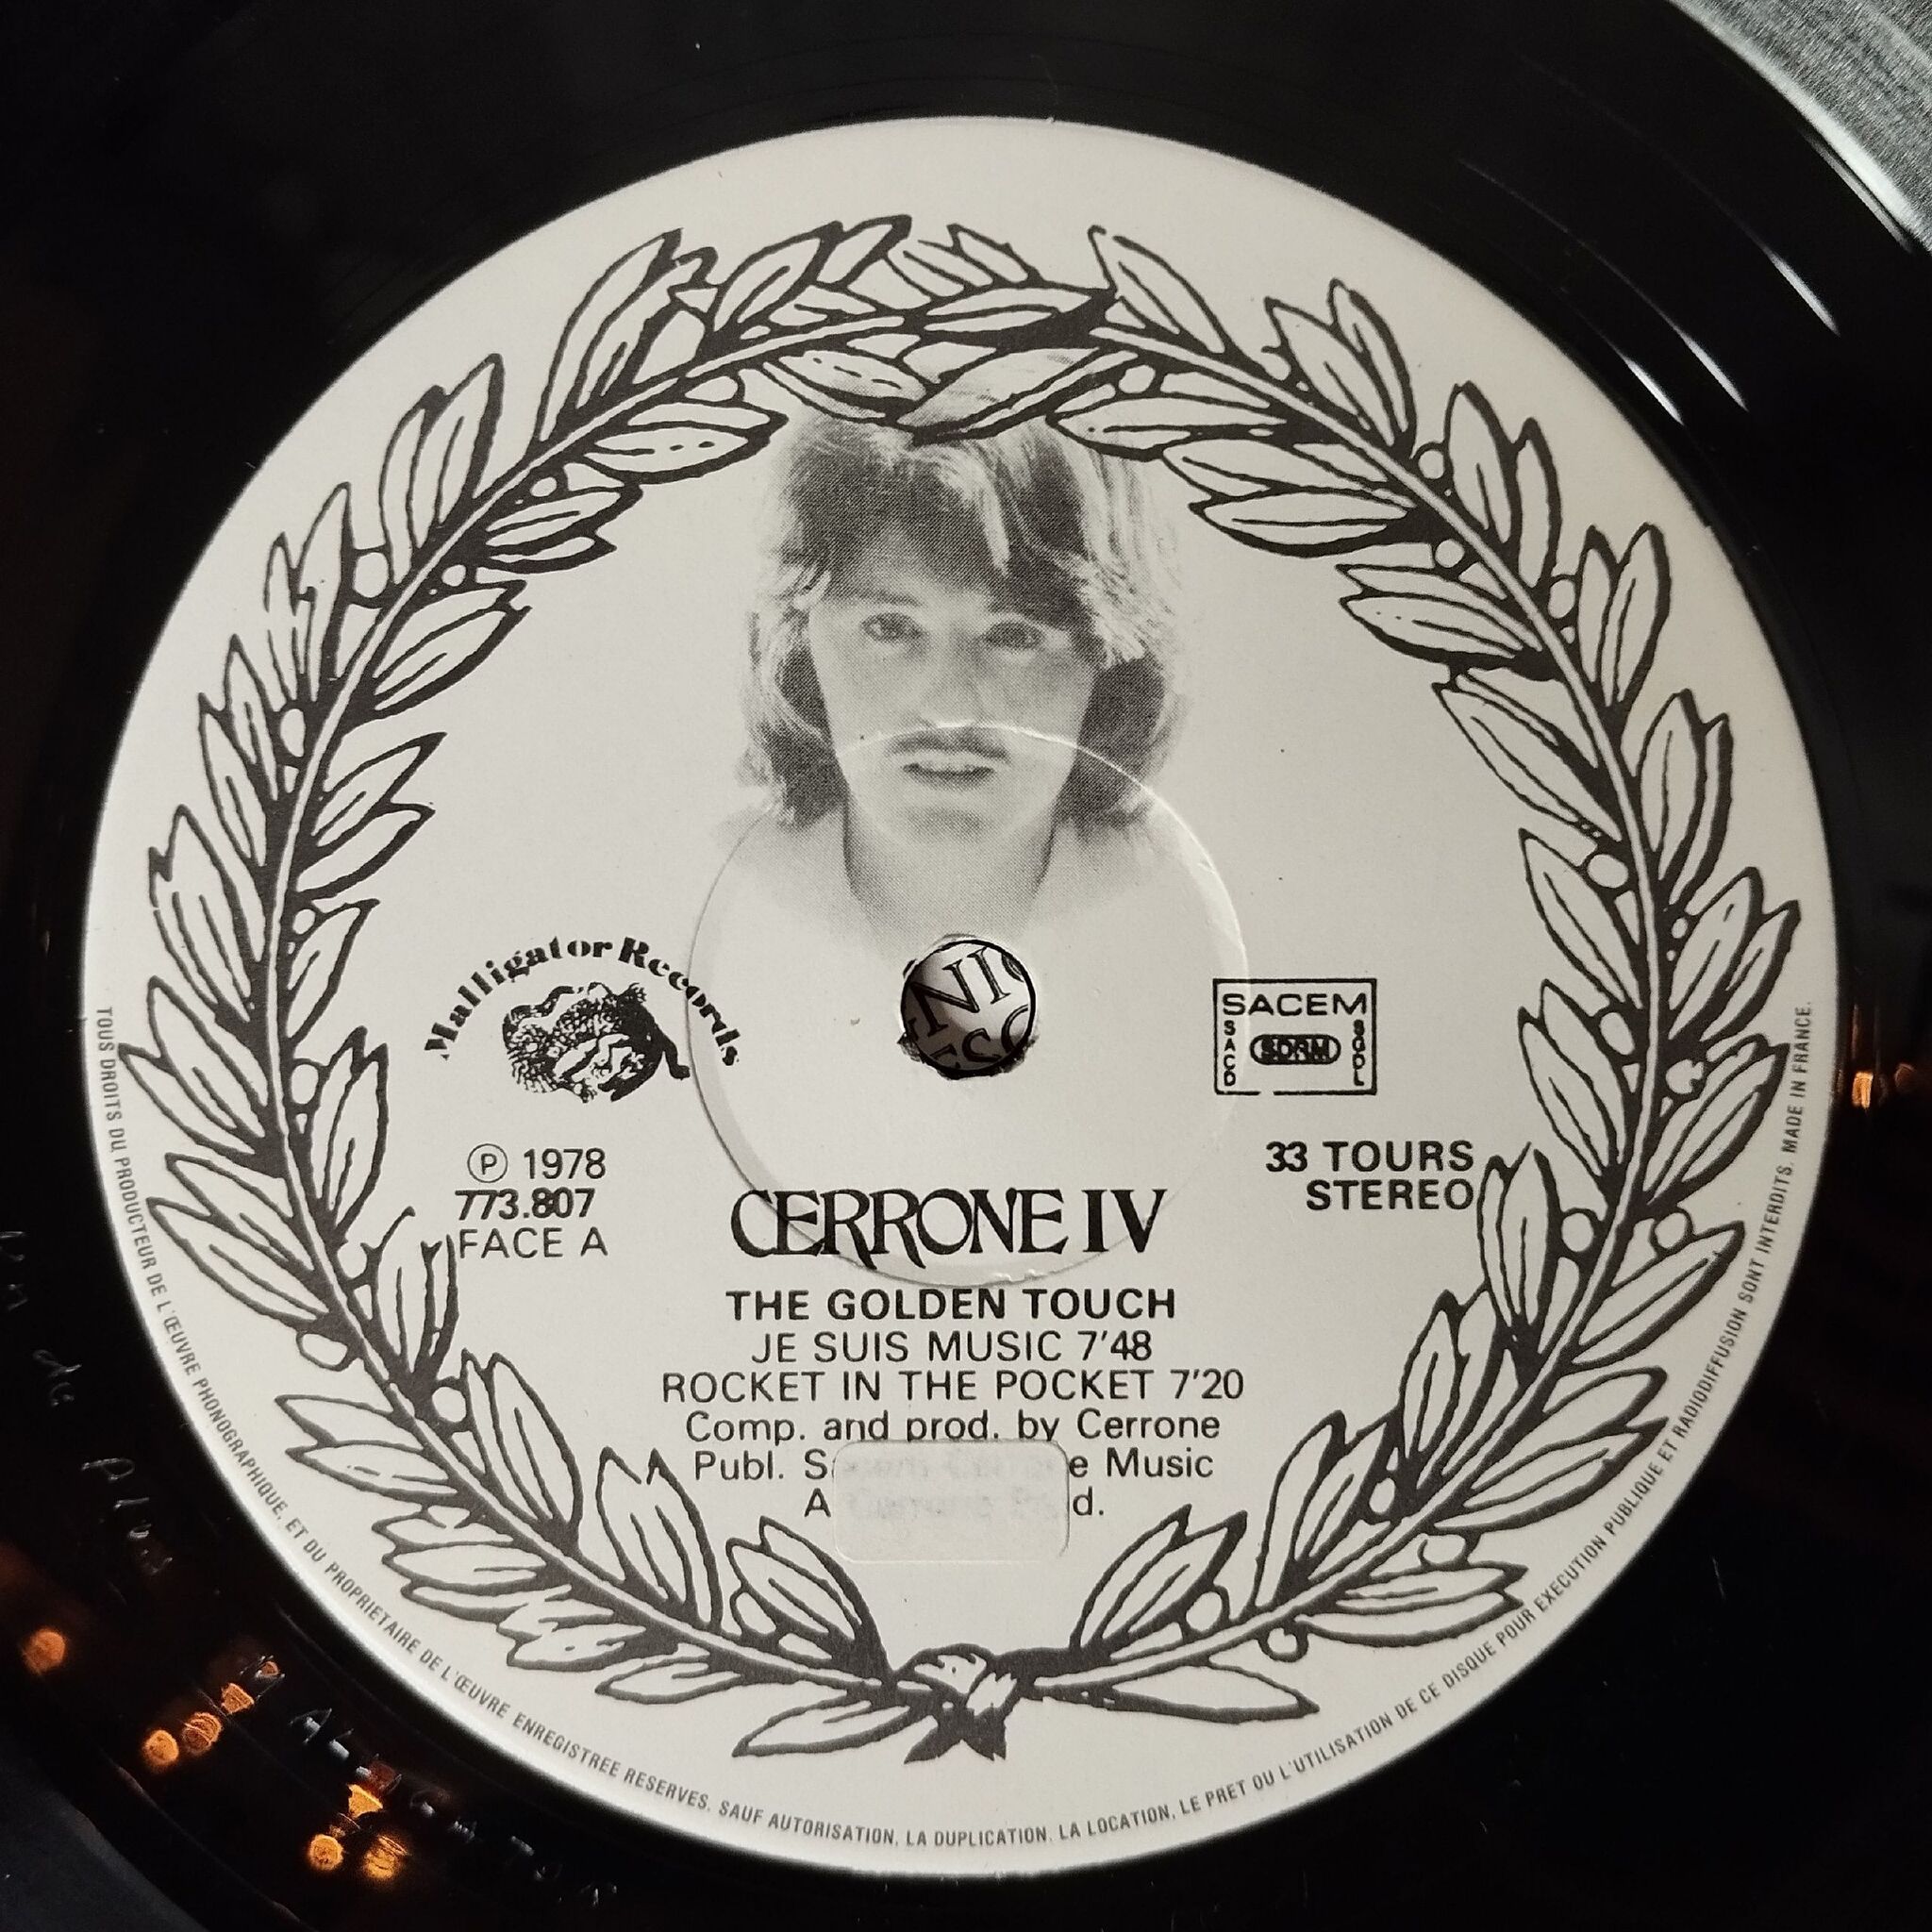 Malligator Records
SACEM
SACD
SDRM
SGDL
℗ 1978
773.807
FACE A
33 TOURS
STEREO
CERRONE IV
THE GOLDEN TOUCH
JE SUIS MUSIC 7'48
ROCKET IN THE POCKET 7'20
Comp. and prod. by Cerrone
Publ. e Music
A d.
TOUS DROITS DU PRODUCTEUR DE L'ŒUVRE PHONOGRAPHIQUE, ET DU PROPRIETAIRE DE L'ŒUVRE ENREGISTREE RESERVES. SAUF AUTORISATION, LA DUPLICATION, LA LOCATION, LE PRET OU L'UTILISATION DE CE DISQUE POUR EXECUTION PUBLIQUE ET RADIODIFFUSION SONT INTERDITS. MADE IN FRANCE.